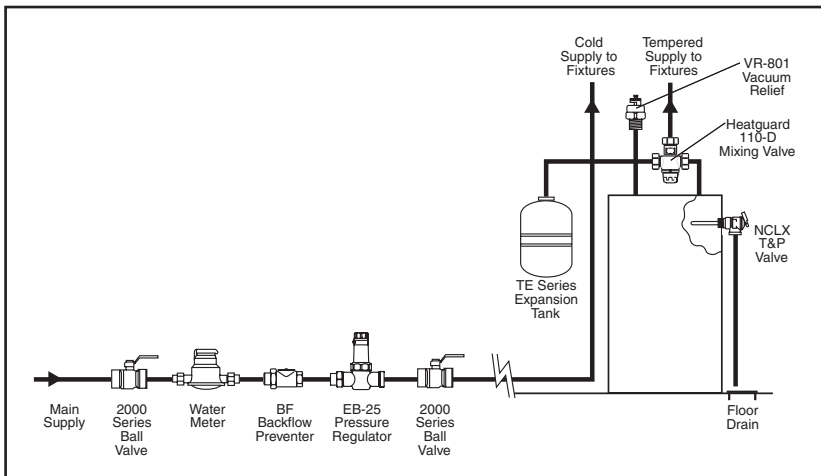 Cold
Supply to
Fixtures
Tempered
Supply to
Fixtures
VR-801
Vacuum
Relief
Heatguard
110-D
Mixing Valve
NCLX
T&P
Valve
TE Series
Expansion
Tank
Main
Supply
2000
Series
Ball
Valve
Water
Meter
BF
Backflow
Preventer
EB-25
Pressure
Regulator
2000
Series
Ball
Valve
Floor
Drain